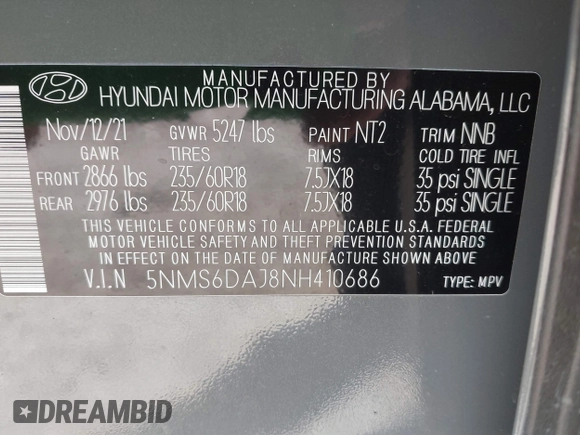 MANUFACTURED BY
HYUNDAI MOTOR MANUFACTURING ALABAMA, LLC
Nov/12/21 GVWR 5247 lbs PAINT NT2 TRIM NNB
GAWR TIRES RIMS COLD TIRE INFL
FRONT 2866 lbs 235/60R18 7.5JX18 35 psi SINGLE
REAR 2976 lbs 235/60R18 7.5JX18 35 psi SINGLE
THIS VEHICLE CONFORMS TO ALL APPLICABLE U.S.A. FEDERAL
MOTOR VEHICLE SAFETY AND THEFT PREVENTION STANDARDS
IN EFFECT ON THE DATE OF MANUFACTURE SHOWN ABOVE.
V.I.N 5NMS6DAJ8NH410686 TYPE: MPV
DREAMBID